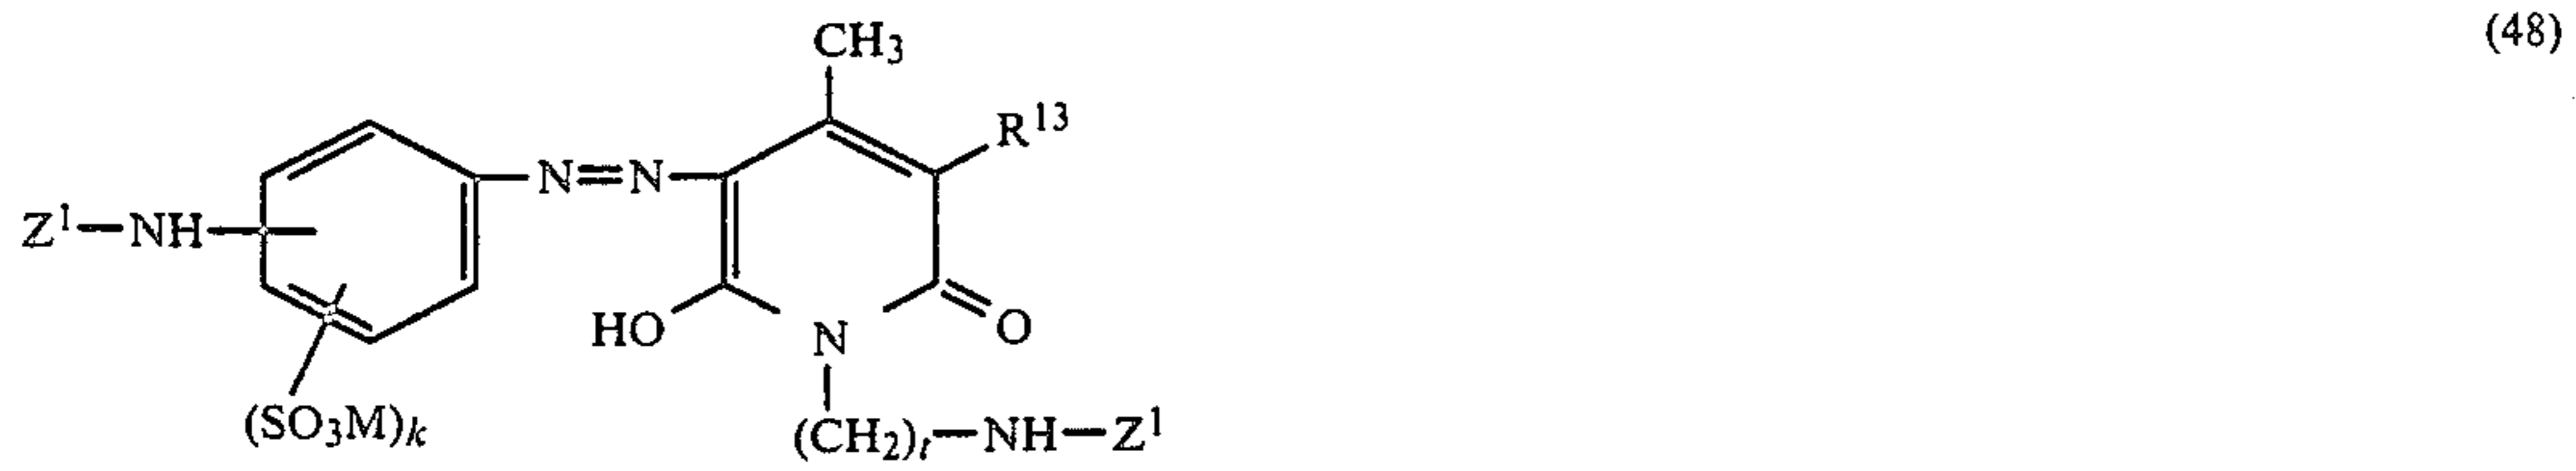 (48)
CH₃
R¹³
N=N
Z¹—NH
HO
N
O
(SO₃M)ₖ
(CH₂)ₜ—NH—Z¹